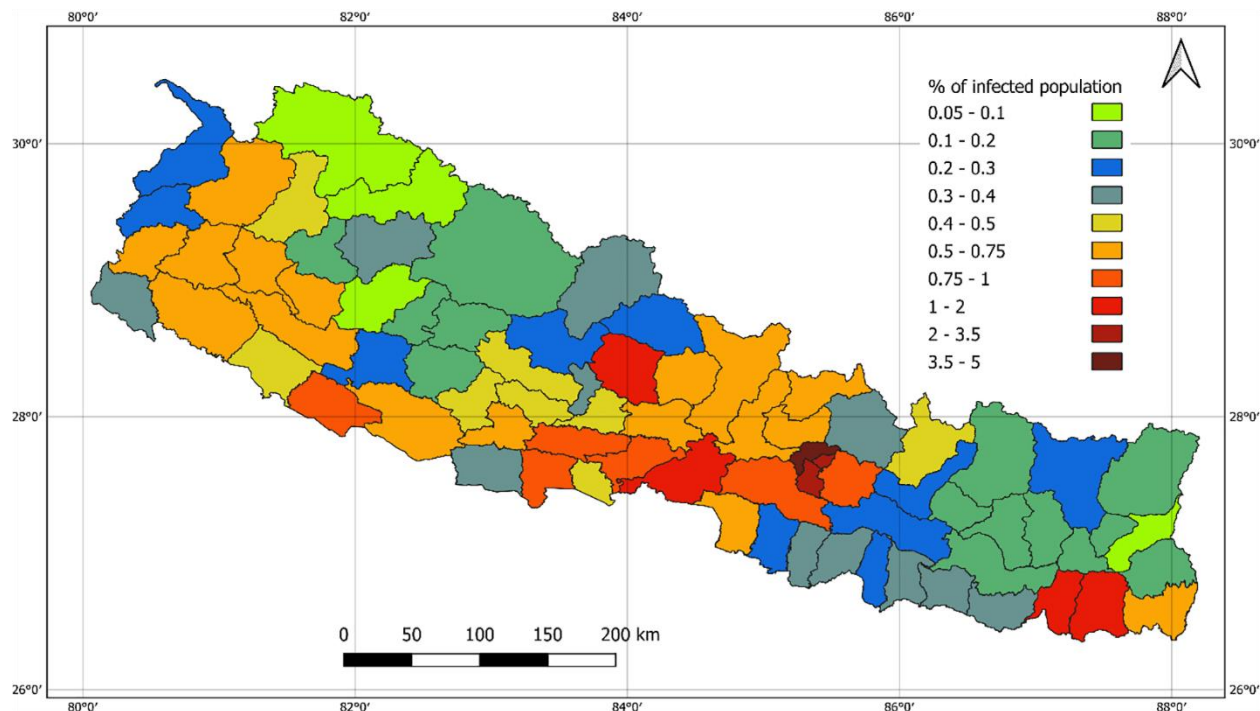 80°0′ 82°0′ 84°0′ 86°0′ 88°0′
% of infected population
0.05 - 0.1
0.1 - 0.2
30°0′ 30°0′
0.2 - 0.3
0.3 - 0.4
0.4 - 0.5
0.5 - 0.75
0.75 - 1
1 - 2
2 - 3.5
3.5 - 5
28°0′ 28°0′
0 50 100 150 200 km
26°0′ 26°0′
80°0′ 82°0′ 84°0′ 86°0′ 88°0′